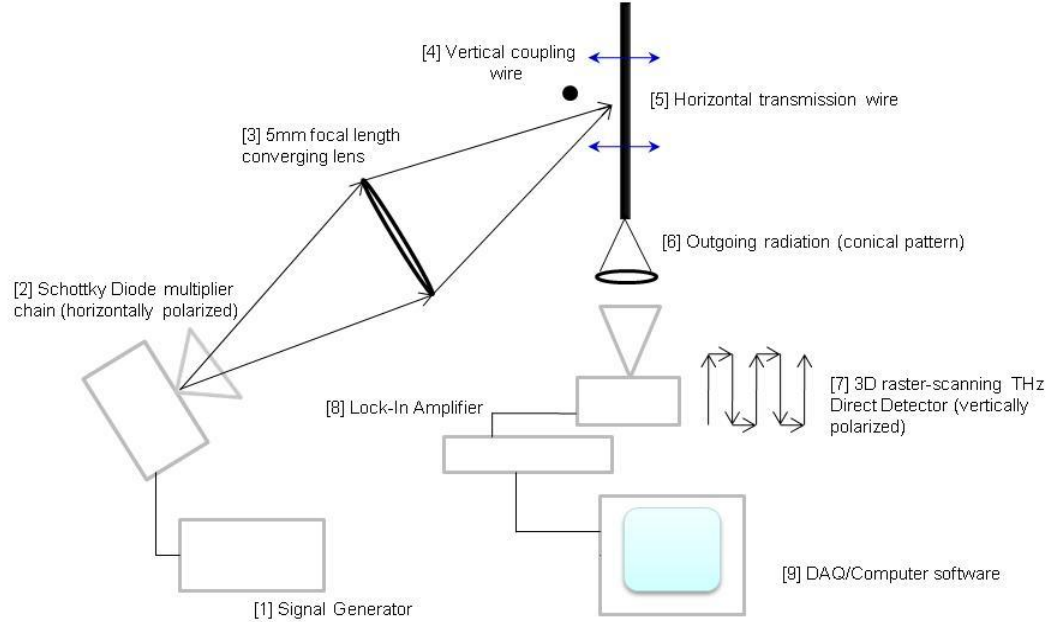 [4] Vertical coupling
wire
[5] Horizontal transmission wire
[3] 5mm focal length
converging lens
[6] Outgoing radiation (conical pattern)
[2] Schottky Diode multiplier
chain (horizontally polarized)
[7] 3D raster-scanning THz
Direct Detector (vertically
polarized)
[8] Lock-In Amplifier
[9] DAQ/Computer software
[1] Signal Generator